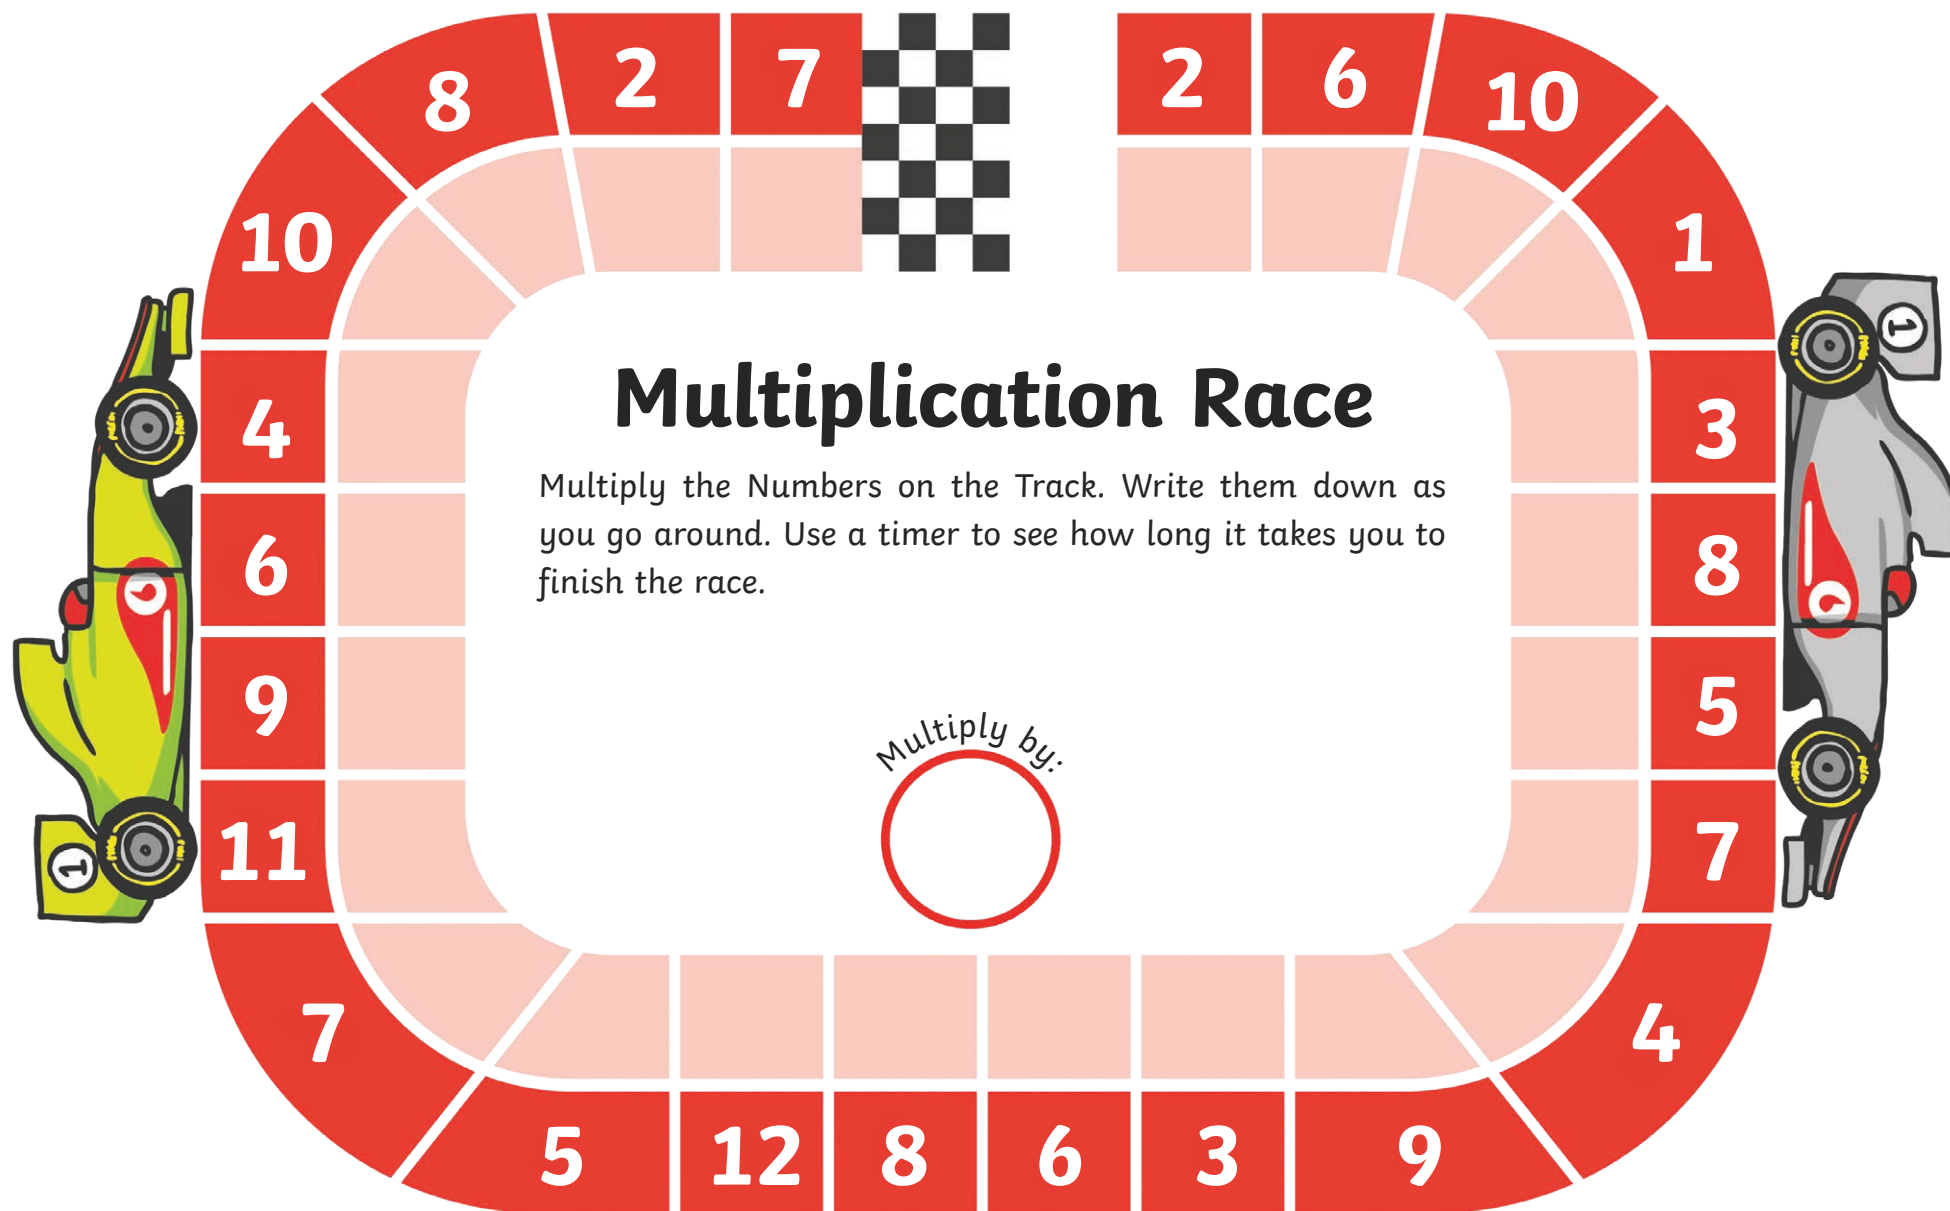 8 2 7 2 6 10
10 1
Multiplication Race
4 3
Multiply the Numbers on the Track. Write them down as
you go around. Use a timer to see how long it takes you to
finish the race.
6 8
9 5
Multiply by:
11 7
7 4
5 12 8 6 3 9
1
1